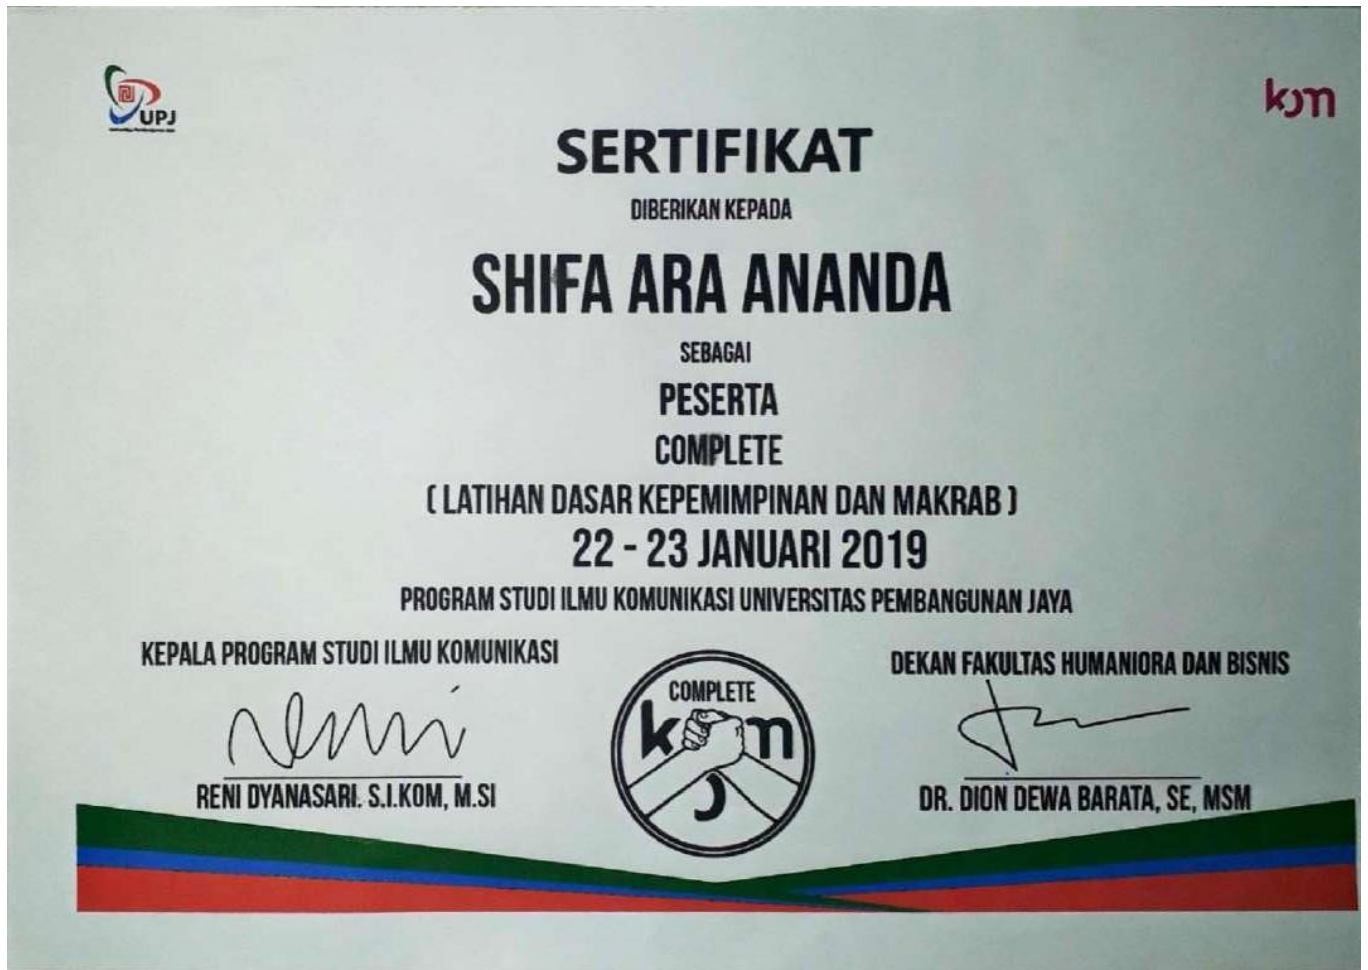 UPJ
kom
SERTIFIKAT
DIBERIKAN KEPADA
SHIFA ARA ANANDA
SEBAGAI
PESERTA
COMPLETE
( LATIHAN DASAR KEPEMIMPINAN DAN MAKRAB )
22 - 23 JANUARI 2019
PROGRAM STUDI ILMU KOMUNIKASI UNIVERSITAS PEMBANGUNAN JAYA
KEPALA PROGRAM STUDI ILMU KOMUNIKASI
RENI DYANASARI. S.I.KOM, M.SI
COMPLETE
kom
DEKAN FAKULTAS HUMANIORA DAN BISNIS
DR. DION DEWA BARATA, SE, MSM